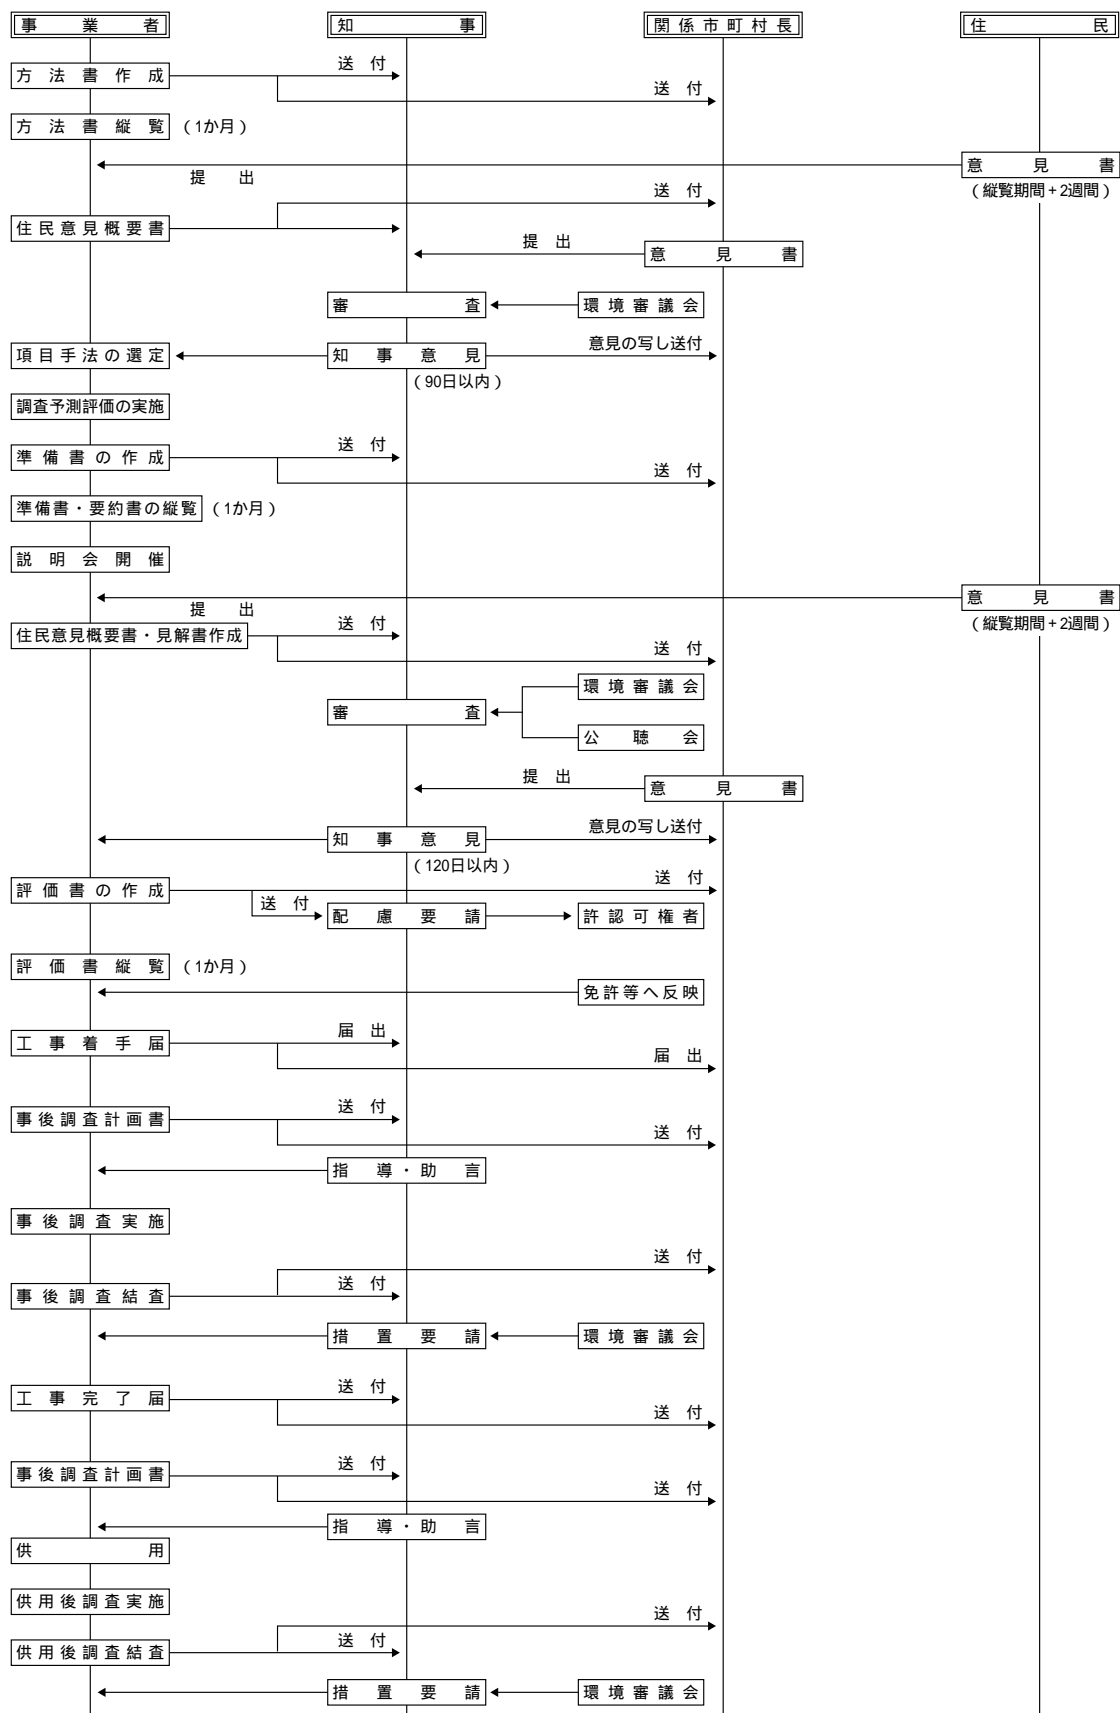 事業者 知事 関係市町村長 住民
送付
方法書作成
送付
方法書縦覧 (1か月)
意見書
提出
(縦覧期間+2週間)
送付
住民意見概要書
提出
意見書
審査 環境審議会
意見の写し送付
項目手法の選定 知事意見
(90日以内)
調査予測評価の実施
送付
準備書の作成
送付
準備書・要約書の縦覧 (1か月)
説明会開催
意見書
提出
(縦覧期間+2週間)
送付
住民意見概要書・見解書作成
送付
環境審議会
審査
公聴会
提出
意見書
意見の写し送付
知事意見
(120日以内)
送付
評価書の作成
送付
配慮要請 許認可権者
評価書縦覧 (1か月)
免許等へ反映
届出
工事着手届
届出
送付
事後調査計画書
送付
指導・助言
事後調査実施
送付
送付
事後調査結査
措置要請 環境審議会
送付
工事完了届
送付
送付
事後調査計画書
送付
指導・助言
供用
供用後調査実施
送付
送付
供用後調査結査
措置要請 環境審議会